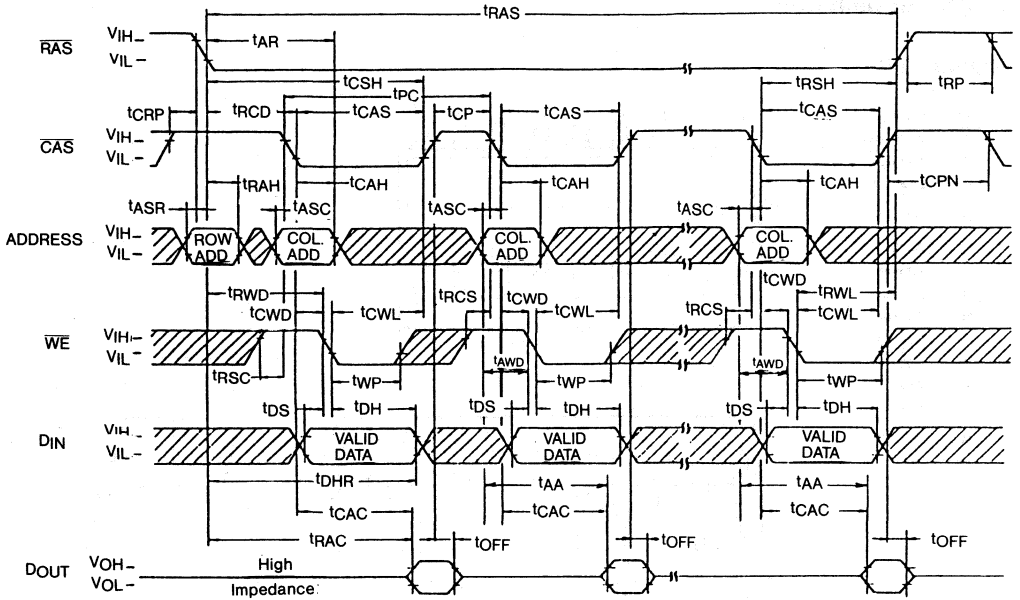 tRAS
RAS
VIH
VIL
tAR
tCSH
tPC
tRSH
tRP
tCRP
tRCD
tCAS
tCP
tCAS
tCAS
CAS
VIH
VIL
tRAH
tCAH
tCAH
tCAH
tCPN
tASR
tASC
tASC
tASC
ADDRESS
VIH
VIL
ROW ADD
COL. ADD
COL. ADD
COL. ADD
tRWD
tCWD
tCWL
tRCS
tCWD
tCWL
tRCS
tCWD
tRWL
tCWL
WE
VIH
VIL
tRSC
tWP
tAWD
tWP
tAWD
tWP
tDS
tDH
tDS
tDH
tDS
tDH
DIN
VIH
VIL
VALID DATA
VALID DATA
VALID DATA
tDHR
tAA
tAA
tCAC
tCAC
tCAC
tRAC
tOFF
tOFF
tOFF
DOUT
VOH
VOL
High
Impedance